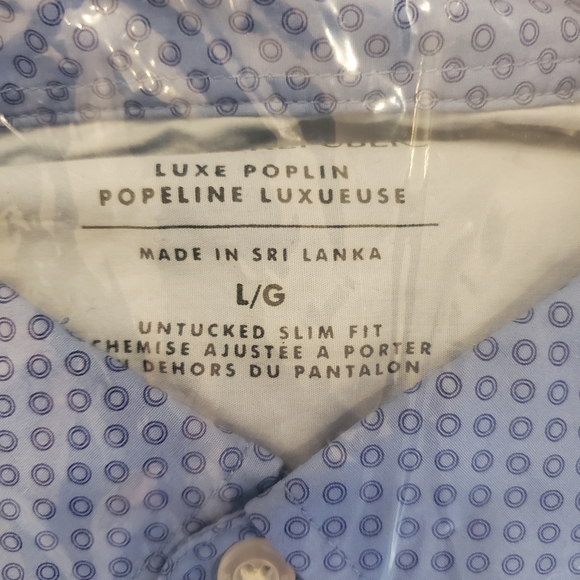 LUXE POPLIN
POPELINE LUXUEUSE
MADE IN SRI LANKA
L/G
UNTUCKED SLIM FIT
CHEMISE AJUSTÉE A PORTER
DEHORS DU PANTALON